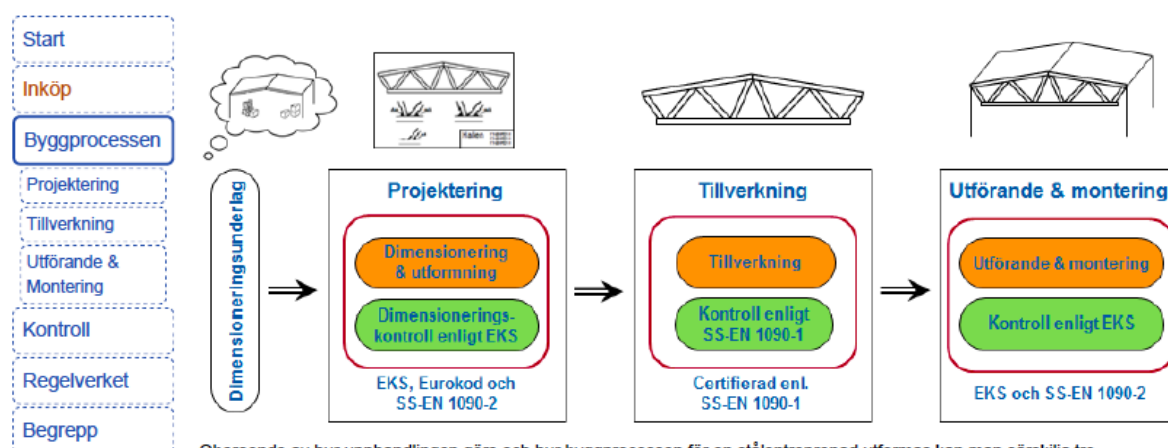 Start
Inköp
Byggprocessen
Projektering
Tillverkning
Utförande &
Montering
Kontroll
Regelverket
Begrepp
Hallen
Dimensioneringsunderlag
Projektering
Dimensionering
& utformning
Dimensionerings-
kontroll enligt EKS
EKS, Eurokod och
SS-EN 1090-2
Tillverkning
Tillverkning
Kontroll enligt
SS-EN 1090-1
Certifierad enl.
SS-EN 1090-1
Utförande & montering
Utförande & montering
Kontroll enligt EKS
EKS och SS-EN 1090-2